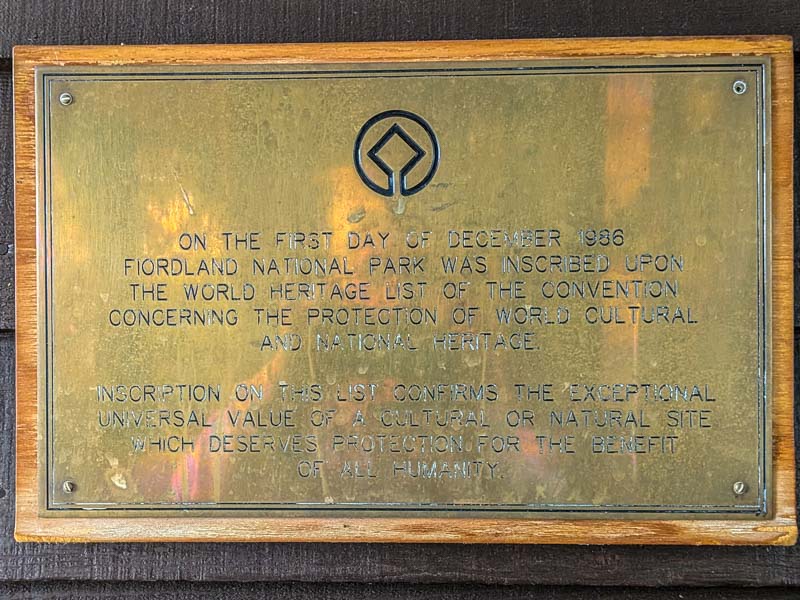 ON THE FIRST DAY OF DECEMBER 1986
FIORDLAND NATIONAL PARK WAS INSCRIBED UPON
THE WORLD HERITAGE LIST OF THE CONVENTION
CONCERNING THE PROTECTION OF WORLD CULTURAL
AND NATIONAL HERITAGE.
INSCRIPTION ON THIS LIST CONFIRMS THE EXCEPTIONAL
UNIVERSAL VALUE OF A CULTURAL OR NATURAL SITE
WHICH DESERVES PROTECTION FOR THE BENEFIT
OF ALL HUMANITY.